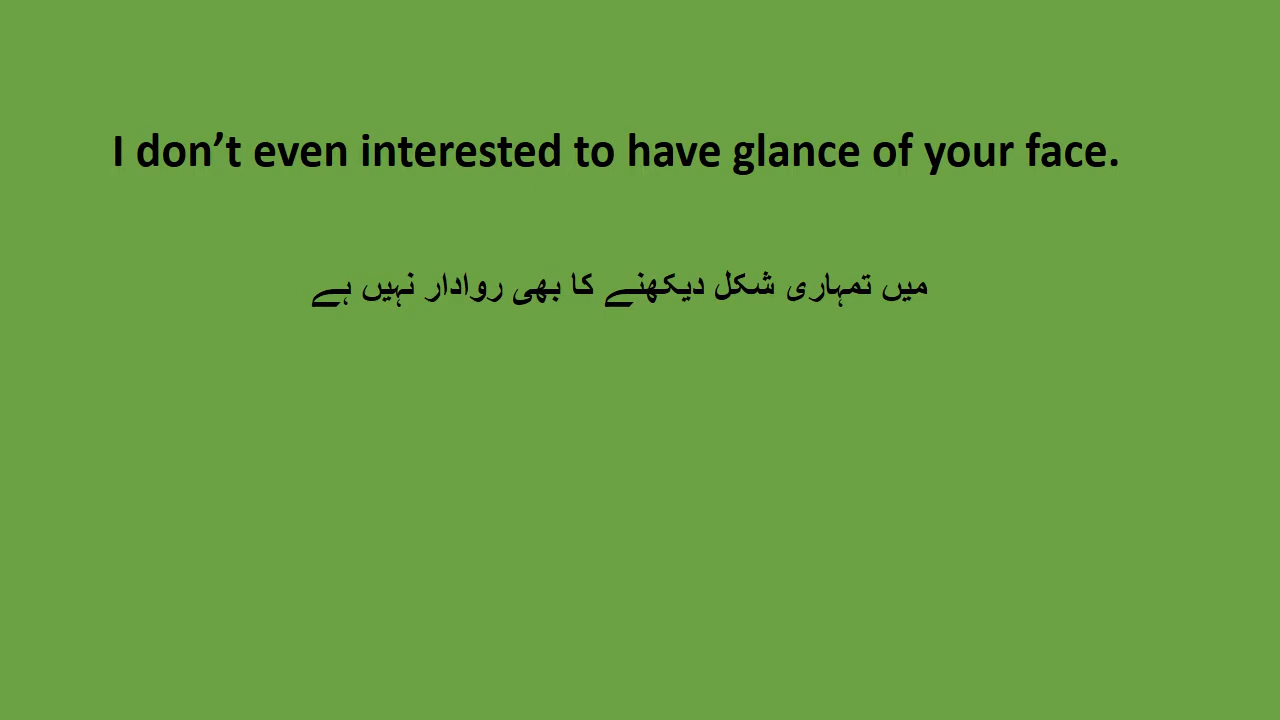 I don’t even interested to have glance of your face.
میں تمہاری شکل دیکھنے کا بھی روادار نہیں ہے